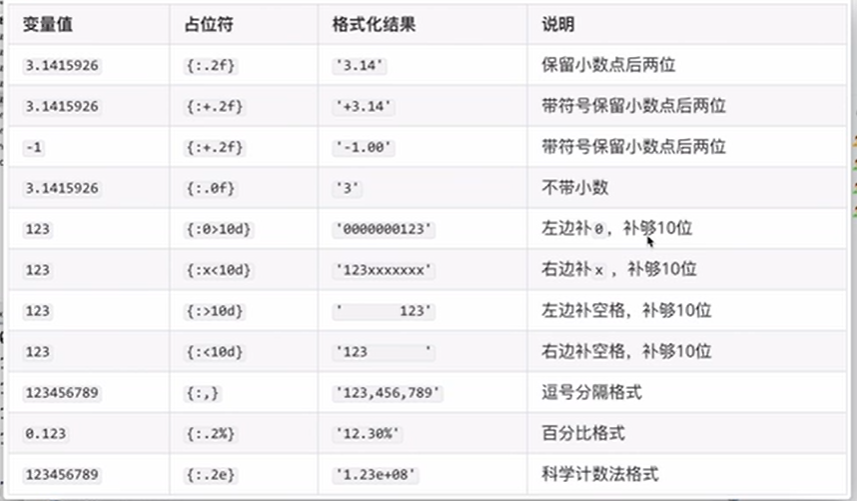 变量值 占位符 格式化结果 说明
3.1415926 {:.2f} '3.14' 保留小数点后两位
3.1415926 {:+.2f} '+3.14' 带符号保留小数点后两位
-1 {:+.2f} '-1.00' 带符号保留小数点后两位
3.1415926 {:.0f} '3' 不带小数
123 {:0>10d} '0000000123' 左边补0，补够10位
123 {:x<10d} '123xxxxxxx' 右边补x，补够10位
123 {:>10d} '       123' 左边补空格，补够10位
123 {:<10d} '123       ' 右边补空格，补够10位
123456789 {:,} '123,456,789' 逗号分隔格式
0.123 {:.2%} '12.30%' 百分比格式
123456789 {:.2e} '1.23e+08' 科学计数法格式